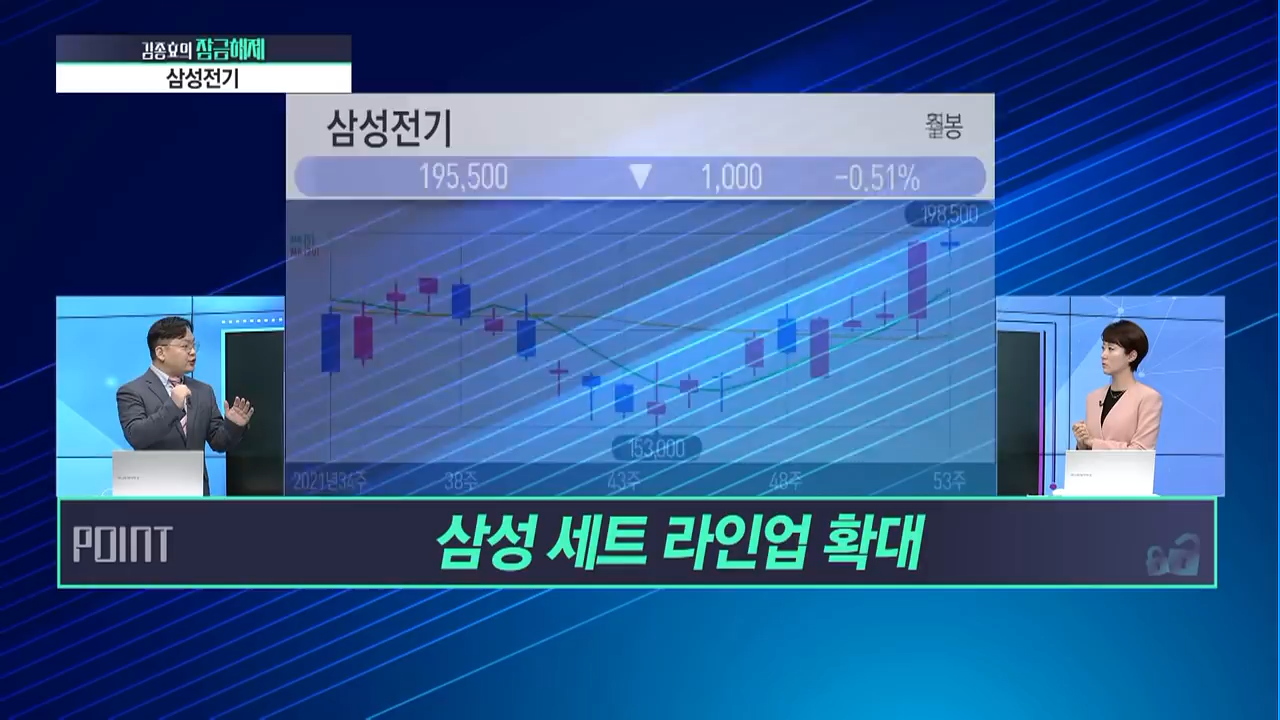 김종효의 잠금해제
삼성전기
삼성전기
195,500 ▼ 1,000 -0.51%
198,500
153,000
2021년34주 38주 43주 48주 53주
POINT 삼성 세트 라인업 확대